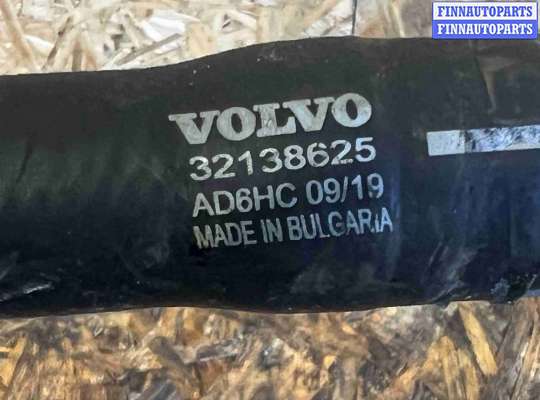 FINNAUTOPARTS
FINNAUTOPARTS
VOLVO
32138625
AD6HC 09/19
MADE IN BULGARIA